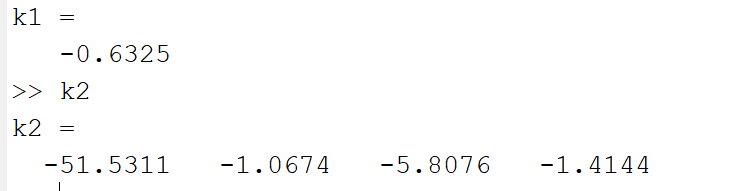 k1 =
-0.6325
>> k2
k2 =
-51.5311 -1.0674 -5.8076 -1.4144